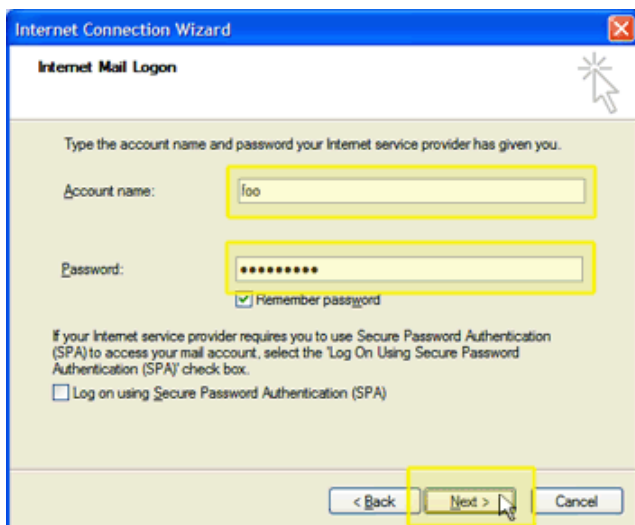 Internet Connection Wizard
Internet Mail Logon
Type the account name and password your Internet service provider has given you.
Account name:
foo
Password:
●●●●●●●●●
Remember password
If your Internet service provider requires you to use Secure Password Authentication
(SPA) to access your mail account, select the 'Log On Using Secure Password
Authentication (SPA)' check box.
Log on using Secure Password Authentication (SPA)
< Back
Next >
Cancel